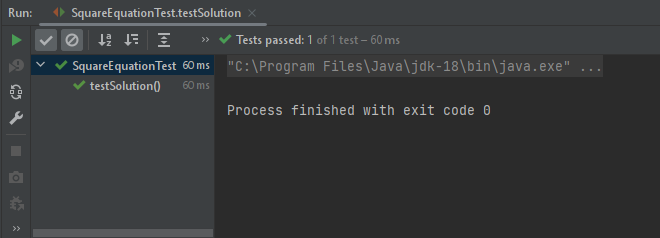 Run: SquareEquationTest.testSolution
Tests passed: 1 of 1 test – 60 ms
SquareEquationTest 60 ms
testSolution() 60 ms
"C:\Program Files\Java\jdk-18\bin\java.exe" ...
Process finished with exit code 0